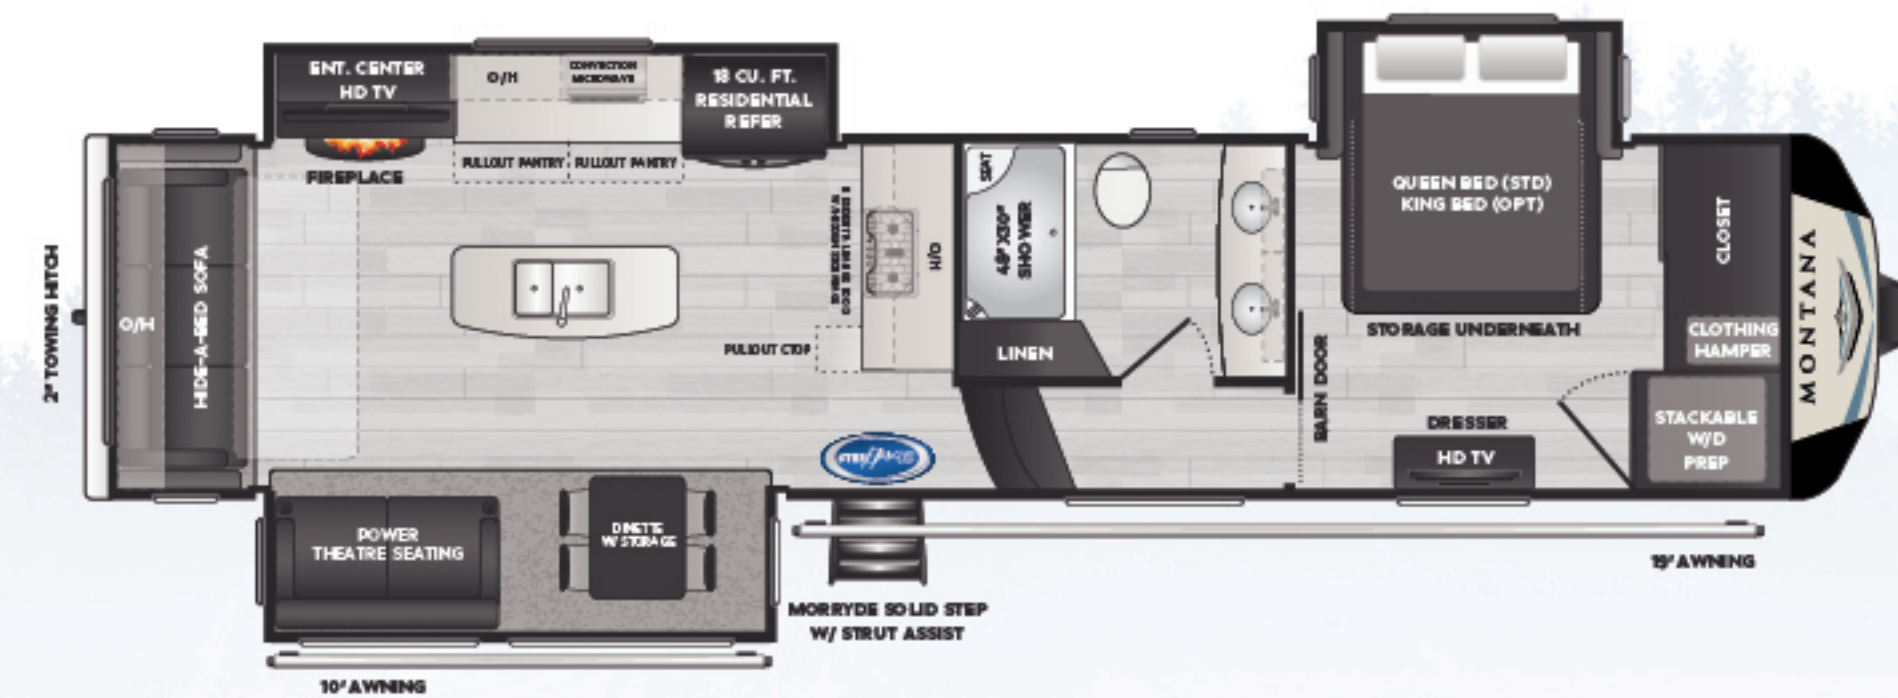 ENT. CENTER
HD TV
O/H
CONVECTION
MICROWAVE
18 CU. FT.
RESIDENTIAL
REFER
FIREPLACE
PULLOUT PANTRY
PULLOUT PANTRY
2" TOWING HITCH
O/H
HIDE-A-BED SOFA
O/H
PULLOUT CTOP
SEAT
48"X30"
SHOWER
LINEN
QUEEN BED (STD)
KING BED (OPT)
STORAGE UNDERNEATH
CLOSET
CLOTHING
HAMPER
MONTANA
BARN DOOR
DRESSER
HD TV
STACKABLE
W/D
PREP
POWER
THEATRE SEATING
DINETTE
W/ STORAGE
MORRYDE SOLID STEP
W/ STRUT ASSIST
19' AWNING
10' AWNING